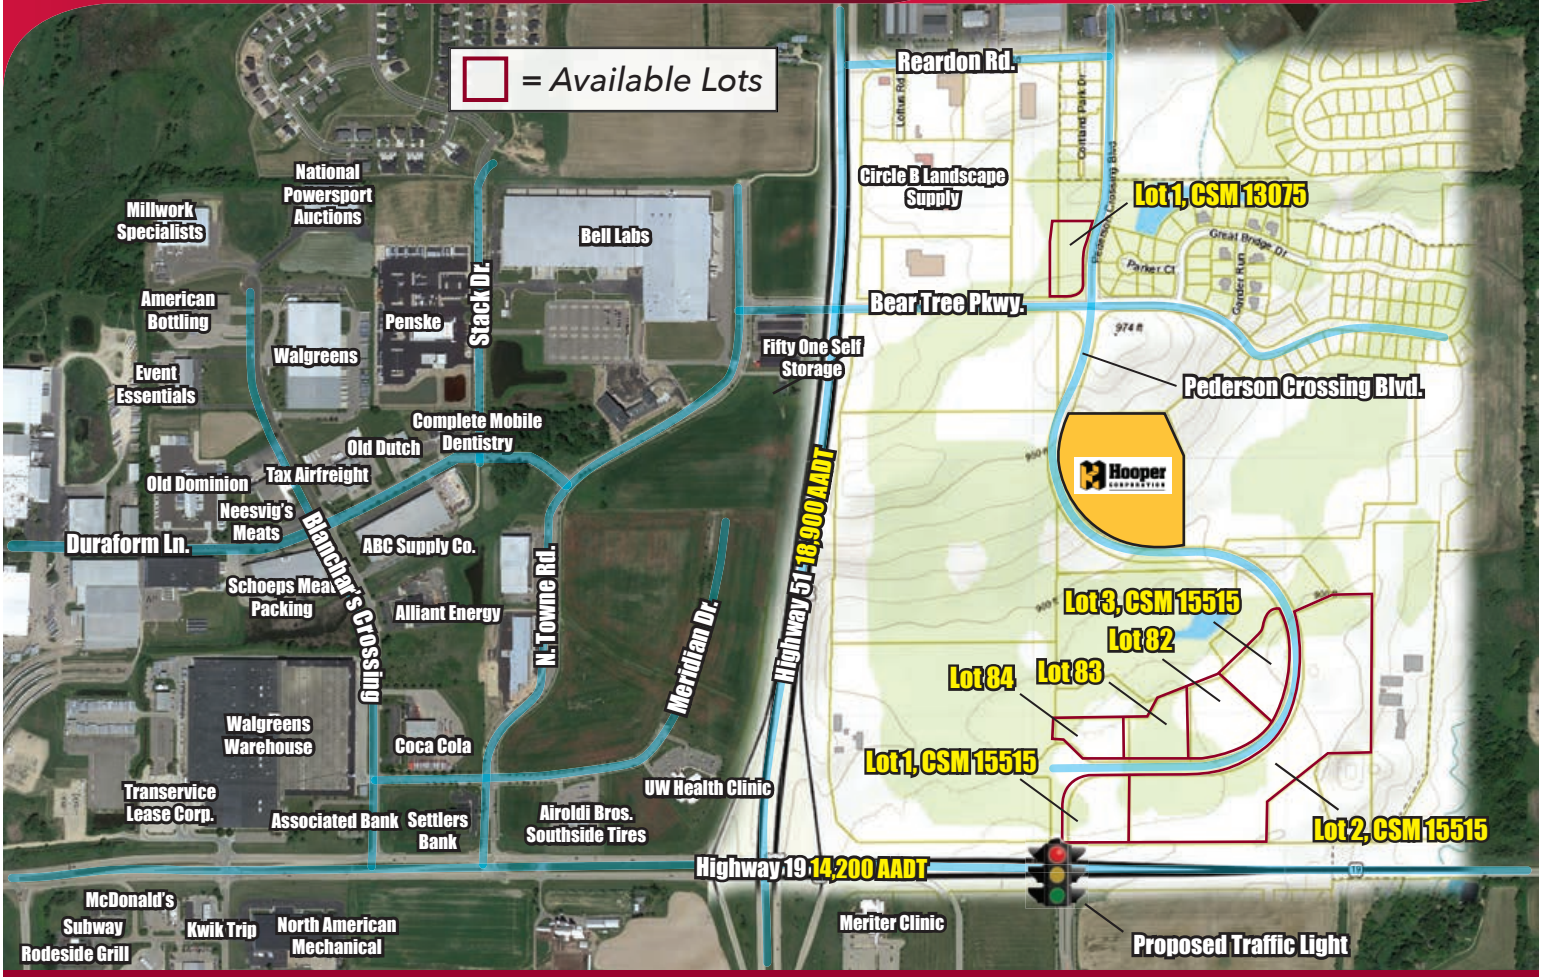 = Available Lots
Reardon Rd.
Loftus Rd
Cortland Park Dr
Pederson Crossing Blvd
National
Powersport
Auctions
Millwork
Specialists
Circle B Landscape
Supply
Lot 1, CSM 13075
Bell Labs
Great Bridge Dr
Parker Ct
Garden Run
American
Bottling
Penske
Stack Dr.
Bear Tree Pkwy.
974 ft
Walgreens
Fifty One Self
Storage
Event
Essentials
Pederson Crossing Blvd.
Complete Mobile
Dentistry
Old Dutch
Tax Airfreight
Old Dominion
Neesvig's
Meats
Hooper
CORPORATION
Duraform Ln.
Blanchar's Crossing
ABC Supply Co.
Highway 51 18,900 AADT
Schoeps Meat
Packing
Alliant Energy
N. Towne Rd.
Meridian Dr.
900 ft
900 ft
Lot 3, CSM 15515
Lot 82
Lot 83
Lot 84
Walgreens
Warehouse
Coca Cola
Lot 1, CSM 15515
UW Health Clinic
Transervice
Lease Corp.
Associated Bank
Settlers
Bank
Airoldi Bros.
Southside Tires
Lot 2, CSM 15515
Highway 19 14,200 AADT
19
McDonald's
Subway
Rodeside Grill
Kwik Trip
North American
Mechanical
Meriter Clinic
Proposed Traffic Light